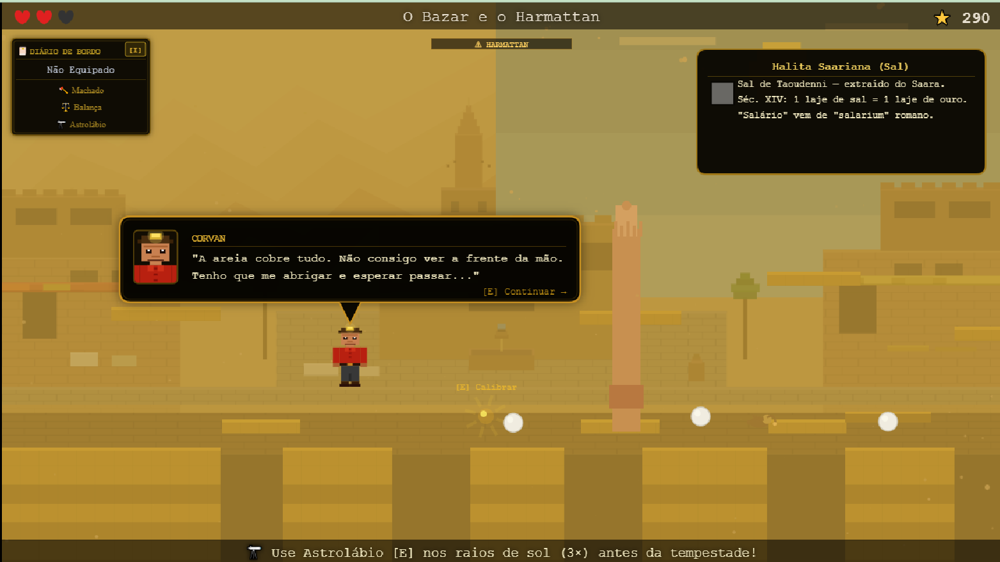 O Bazar e o Harmattan
290
⚠ HARMATTAN
DIÁRIO DE BORDO [I]
Não Equipado
Machado
Balança
Astrolábio
Halita Saariana (Sal)
Sal de Taoudenni — extraído do Saara.
Séc. XIV: 1 laje de sal = 1 laje de ouro.
"Salário" vem de "salarium" romano.
CORVAN
"A areia cobre tudo. Não consigo ver a frente da mão.
Tenho que me abrigar e esperar passar..."
[E] Continuar →
[E] Calibrar
Use Astrolábio [E] nos raios de sol (3×) antes da tempestade!